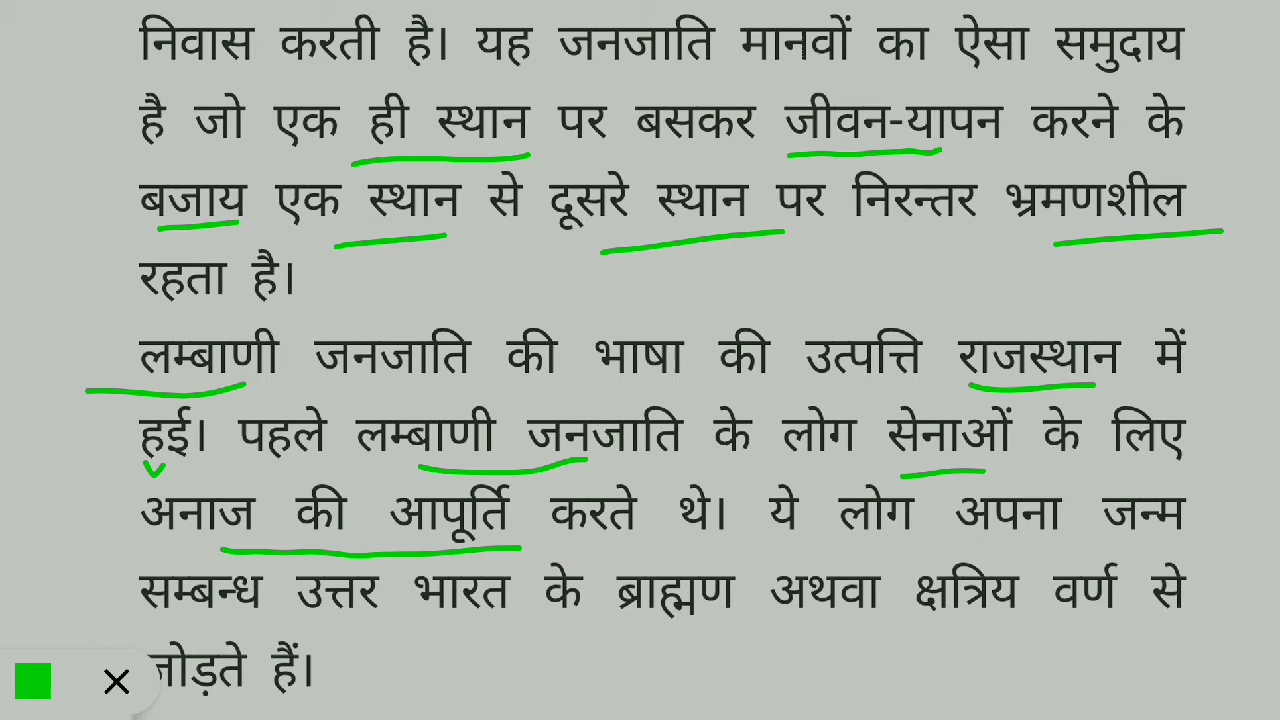 निवास करती है। यह जनजाति मानवों का ऐसा समुदाय
है जो एक ही स्थान पर बसकर जीवन-यापन करने के
बजाय एक स्थान से दूसरे स्थान पर निरन्तर भ्रमणशील
रहता है।
लम्बाणी जनजाति की भाषा की उत्पत्ति राजस्थान में
हई। पहले लम्बाणी जनजाति के लोग सेनाओं के लिए
अनाज की आपूर्ति करते थे। ये लोग अपना जन्म
सम्बन्ध उत्तर भारत के ब्राह्मण अथवा क्षत्रिय वर्ण से
जोड़ते हैं।